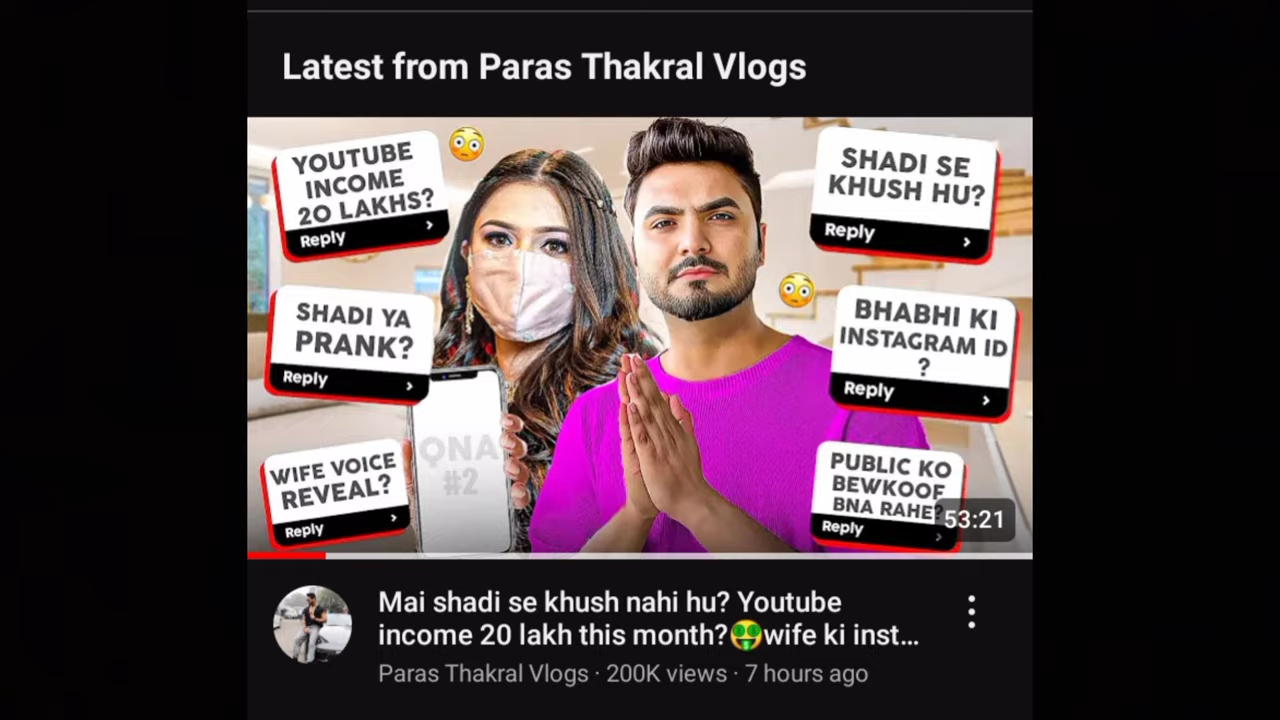 Latest from Paras Thakral Vlogs
YOUTUBE
INCOME
20 LAKHS?
Reply
SHADI SE
KHUSH HU?
Reply
SHADI YA
PRANK?
Reply
BHABHI KI
INSTAGRAM ID
?
Reply
WIFE VOICE
REVEAL?
Reply
QNA
#2
PUBLIC KO
BEWKOOF
BNA RAHE?
Reply
53:21
Mai shadi se khush nahi hu? Youtube
income 20 lakh this month?🤑wife ki inst...
Paras Thakral Vlogs · 200K views · 7 hours ago